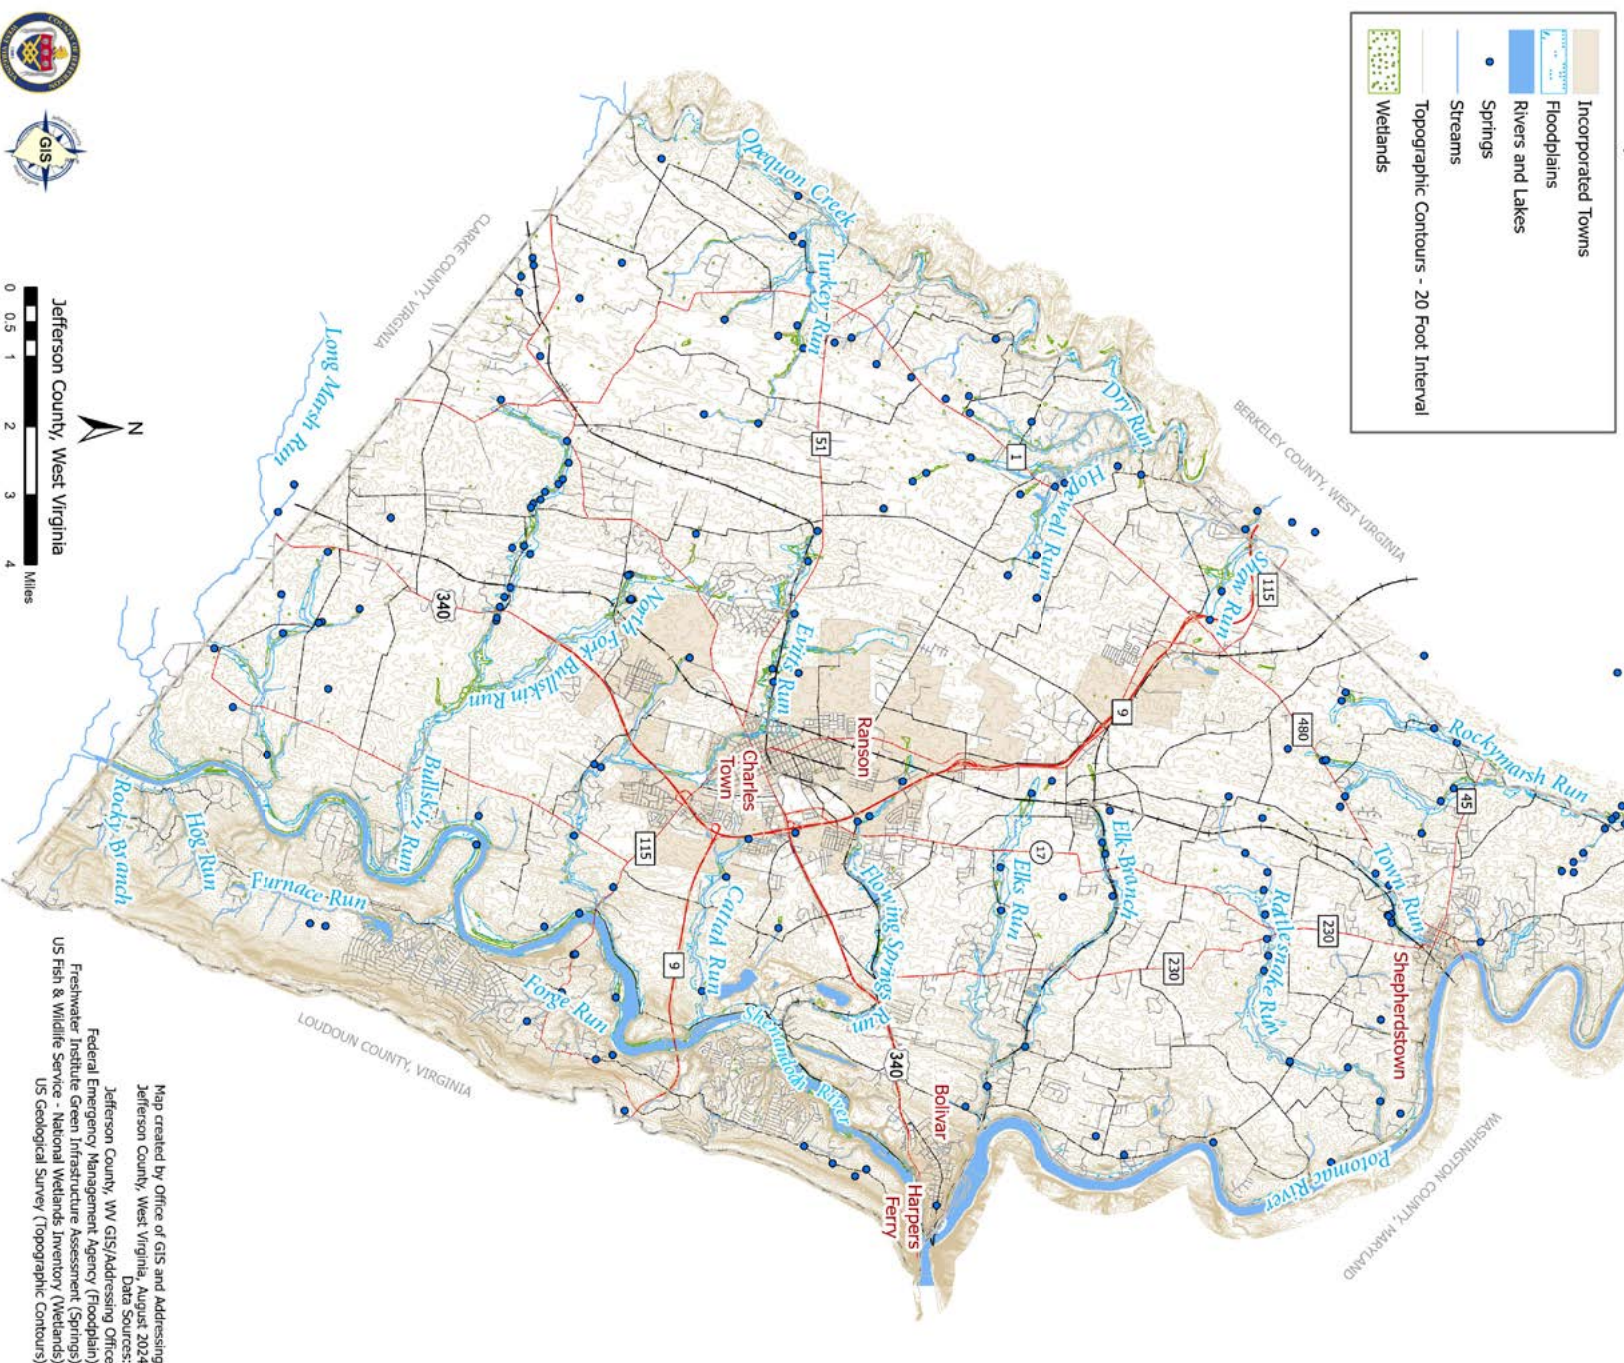 Incorporated Towns
Floodplains
Rivers and Lakes
Springs
Streams
Topographic Contours - 20 Foot Interval
Wetlands
BERKELEY COUNTY, WEST VIRGINIA
WASHINGTON COUNTY, MARYLAND
CLARKE COUNTY, VIRGINIA
LOUDOUN COUNTY, VIRGINIA
Opequon Creek
Turkey Run
Dry Run
Hopewell Run
Shaw Run
Rockymarsh Run
Town Run
Rattlesnake Run
Elk Branch
Elks Run
Flowing Springs Run
Evitts Run
Cattail Run
North Fork Bullskin Run
Bullskin Run
Long Marsh Run
Rocky Branch
Hog Run
Furnace Run
Forge Run
Shenandoah River
Potomac River
Shepherdstown
Ranson
Charles
Town
Bolivar
Harpers
Ferry
51
1
115
9
480
45
230
230
17
340
115
9
340
GIS
Jefferson County, West Virginia
N
0 0.5 1 2 3 4
Miles
Map created by Office of GIS and Addressing
Jefferson County, West Virginia, August 2024
Data Sources:
Jefferson County, WV GIS/Addressing Office
Federal Emergency Management Agency (Floodplain)
Freshwater Institute Green Infrastructure Assessment (Springs)
US Fish & Wildlife Service - National Wetlands Inventory (Wetlands)
US Geological Survey (Topographic Contours)